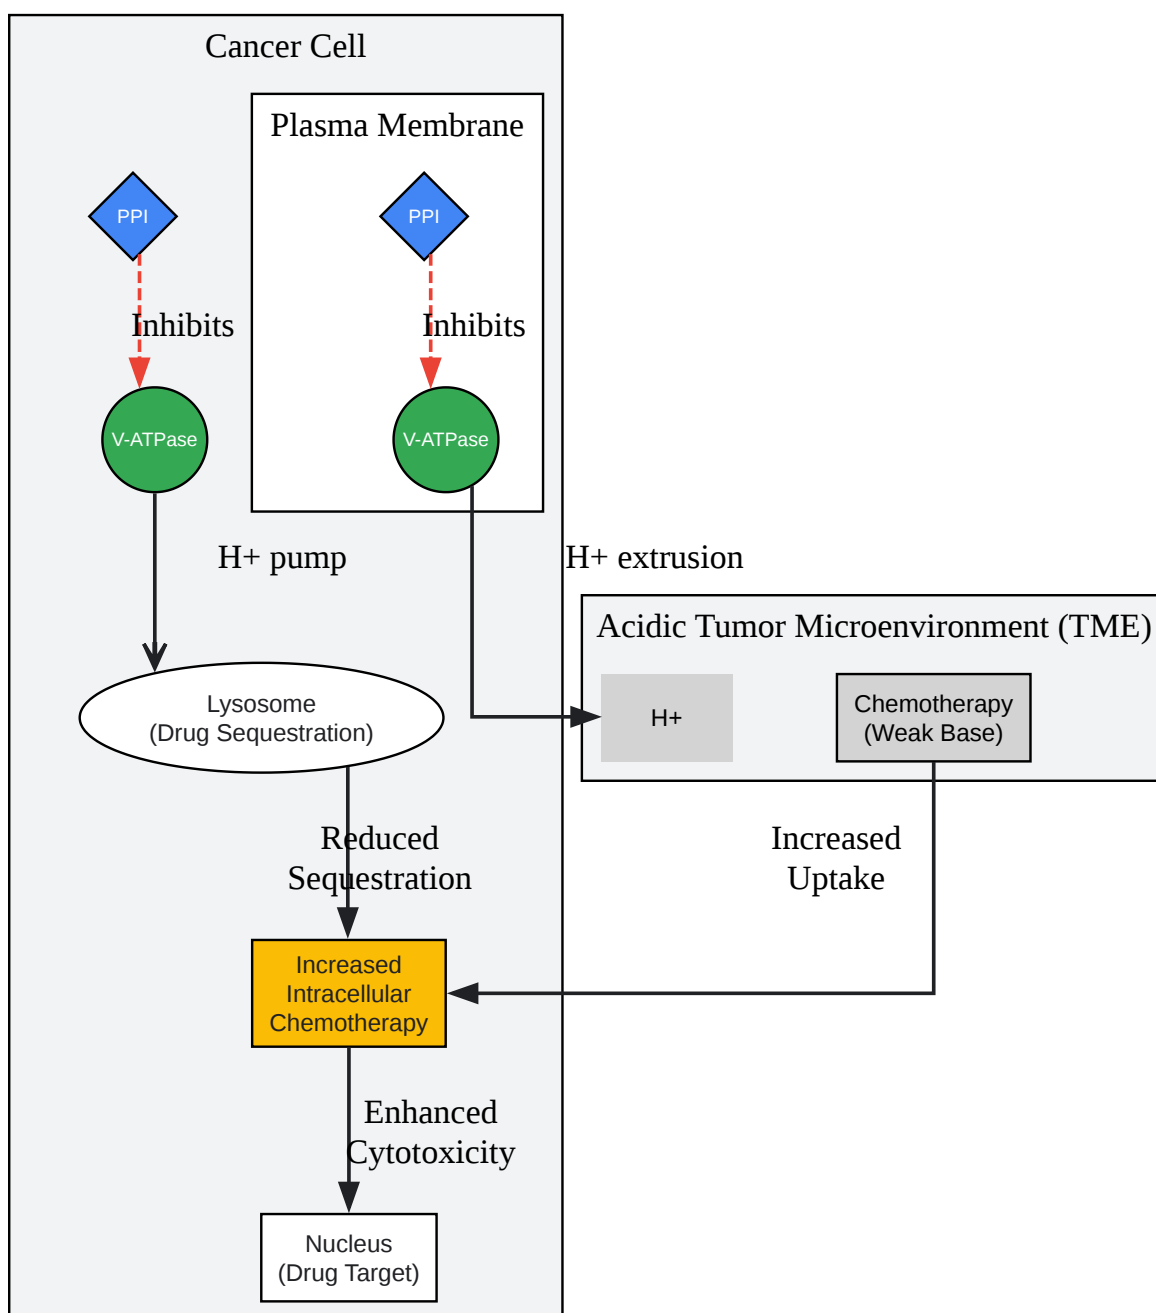 Cancer Cell
Plasma Membrane
PPI
PPI
Inhibits
Inhibits
V-ATPase
V-ATPase
H+ pump
H+ extrusion
Acidic Tumor Microenvironment (TME)
Lysosome
(Drug Sequestration)
H+
Chemotherapy
(Weak Base)
Reduced
Sequestration
Increased
Uptake
Increased
Intracellular
Chemotherapy
Enhanced
Cytotoxicity
Nucleus
(Drug Target)